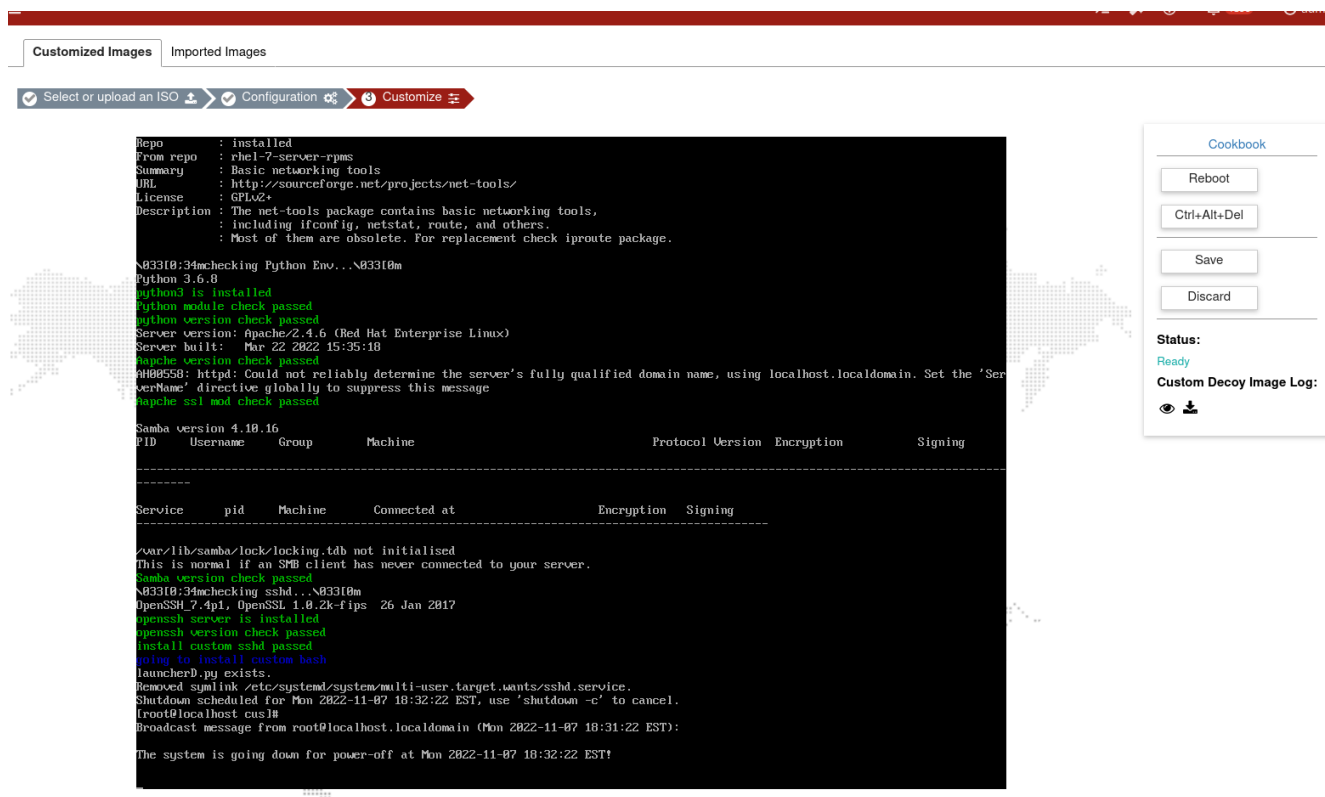 Customized Images
Imported Images
Select or upload an ISO
Configuration
3 Customize
Repo : installed
From repo : rhel-7-server-rpms
Summary : Basic networking tools
URL : http://sourceforge.net/projects/net-tools/
License : GPLv2+
Description : The net-tools package contains basic networking tools,
: including ifconfig, netstat, route, and others.
: Most of them are obsolete. For replacement check iproute package.
\033[0;34mchecking Python Env...\033[0m
Python 3.6.8
python3 is installed
Python module check passed
python version check passed
Server version: Apache/2.4.6 (Red Hat Enterprise Linux)
Server built: Mar 22 2022 15:35:18
Aapche version check passed
AH00558: httpd: Could not reliably determine the server's fully qualified domain name, using localhost.localdomain. Set the 'Ser
verName' directive globally to suppress this message
Aapche ssl mod check passed
Samba version 4.10.16
PID Username Group Machine Protocol Version Encryption Signing
----------------------------------------------------------------------------------------------------------------------------------------
--------
Service pid Machine Connected at Encryption Signing
---------------------------------------------------------------------------------------------
/var/lib/samba/lock/locking.tdb not initialised
This is normal if an SMB client has never connected to your server.
Samba version check passed
\033[0;34mchecking sshd...\033[0m
OpenSSH_7.4p1, OpenSSL 1.0.2k-fips 26 Jan 2017
openssh server is installed
openssh version check passed
install custom sshd passed
going to install custom bash
launcherD.py exists.
Removed symlink /etc/systemd/system/multi-user.target.wants/sshd.service.
Shutdown scheduled for Mon 2022-11-07 18:32:22 EST, use 'shutdown -c' to cancel.
[root@localhost cus]#
Broadcast message from root@localhost.localdomain (Mon 2022-11-07 18:31:22 EST):
The system is going down for power-off at Mon 2022-11-07 18:32:22 EST!
Cookbook
Reboot
Ctrl+Alt+Del
Save
Discard
Status:
Ready
Custom Decoy Image Log: